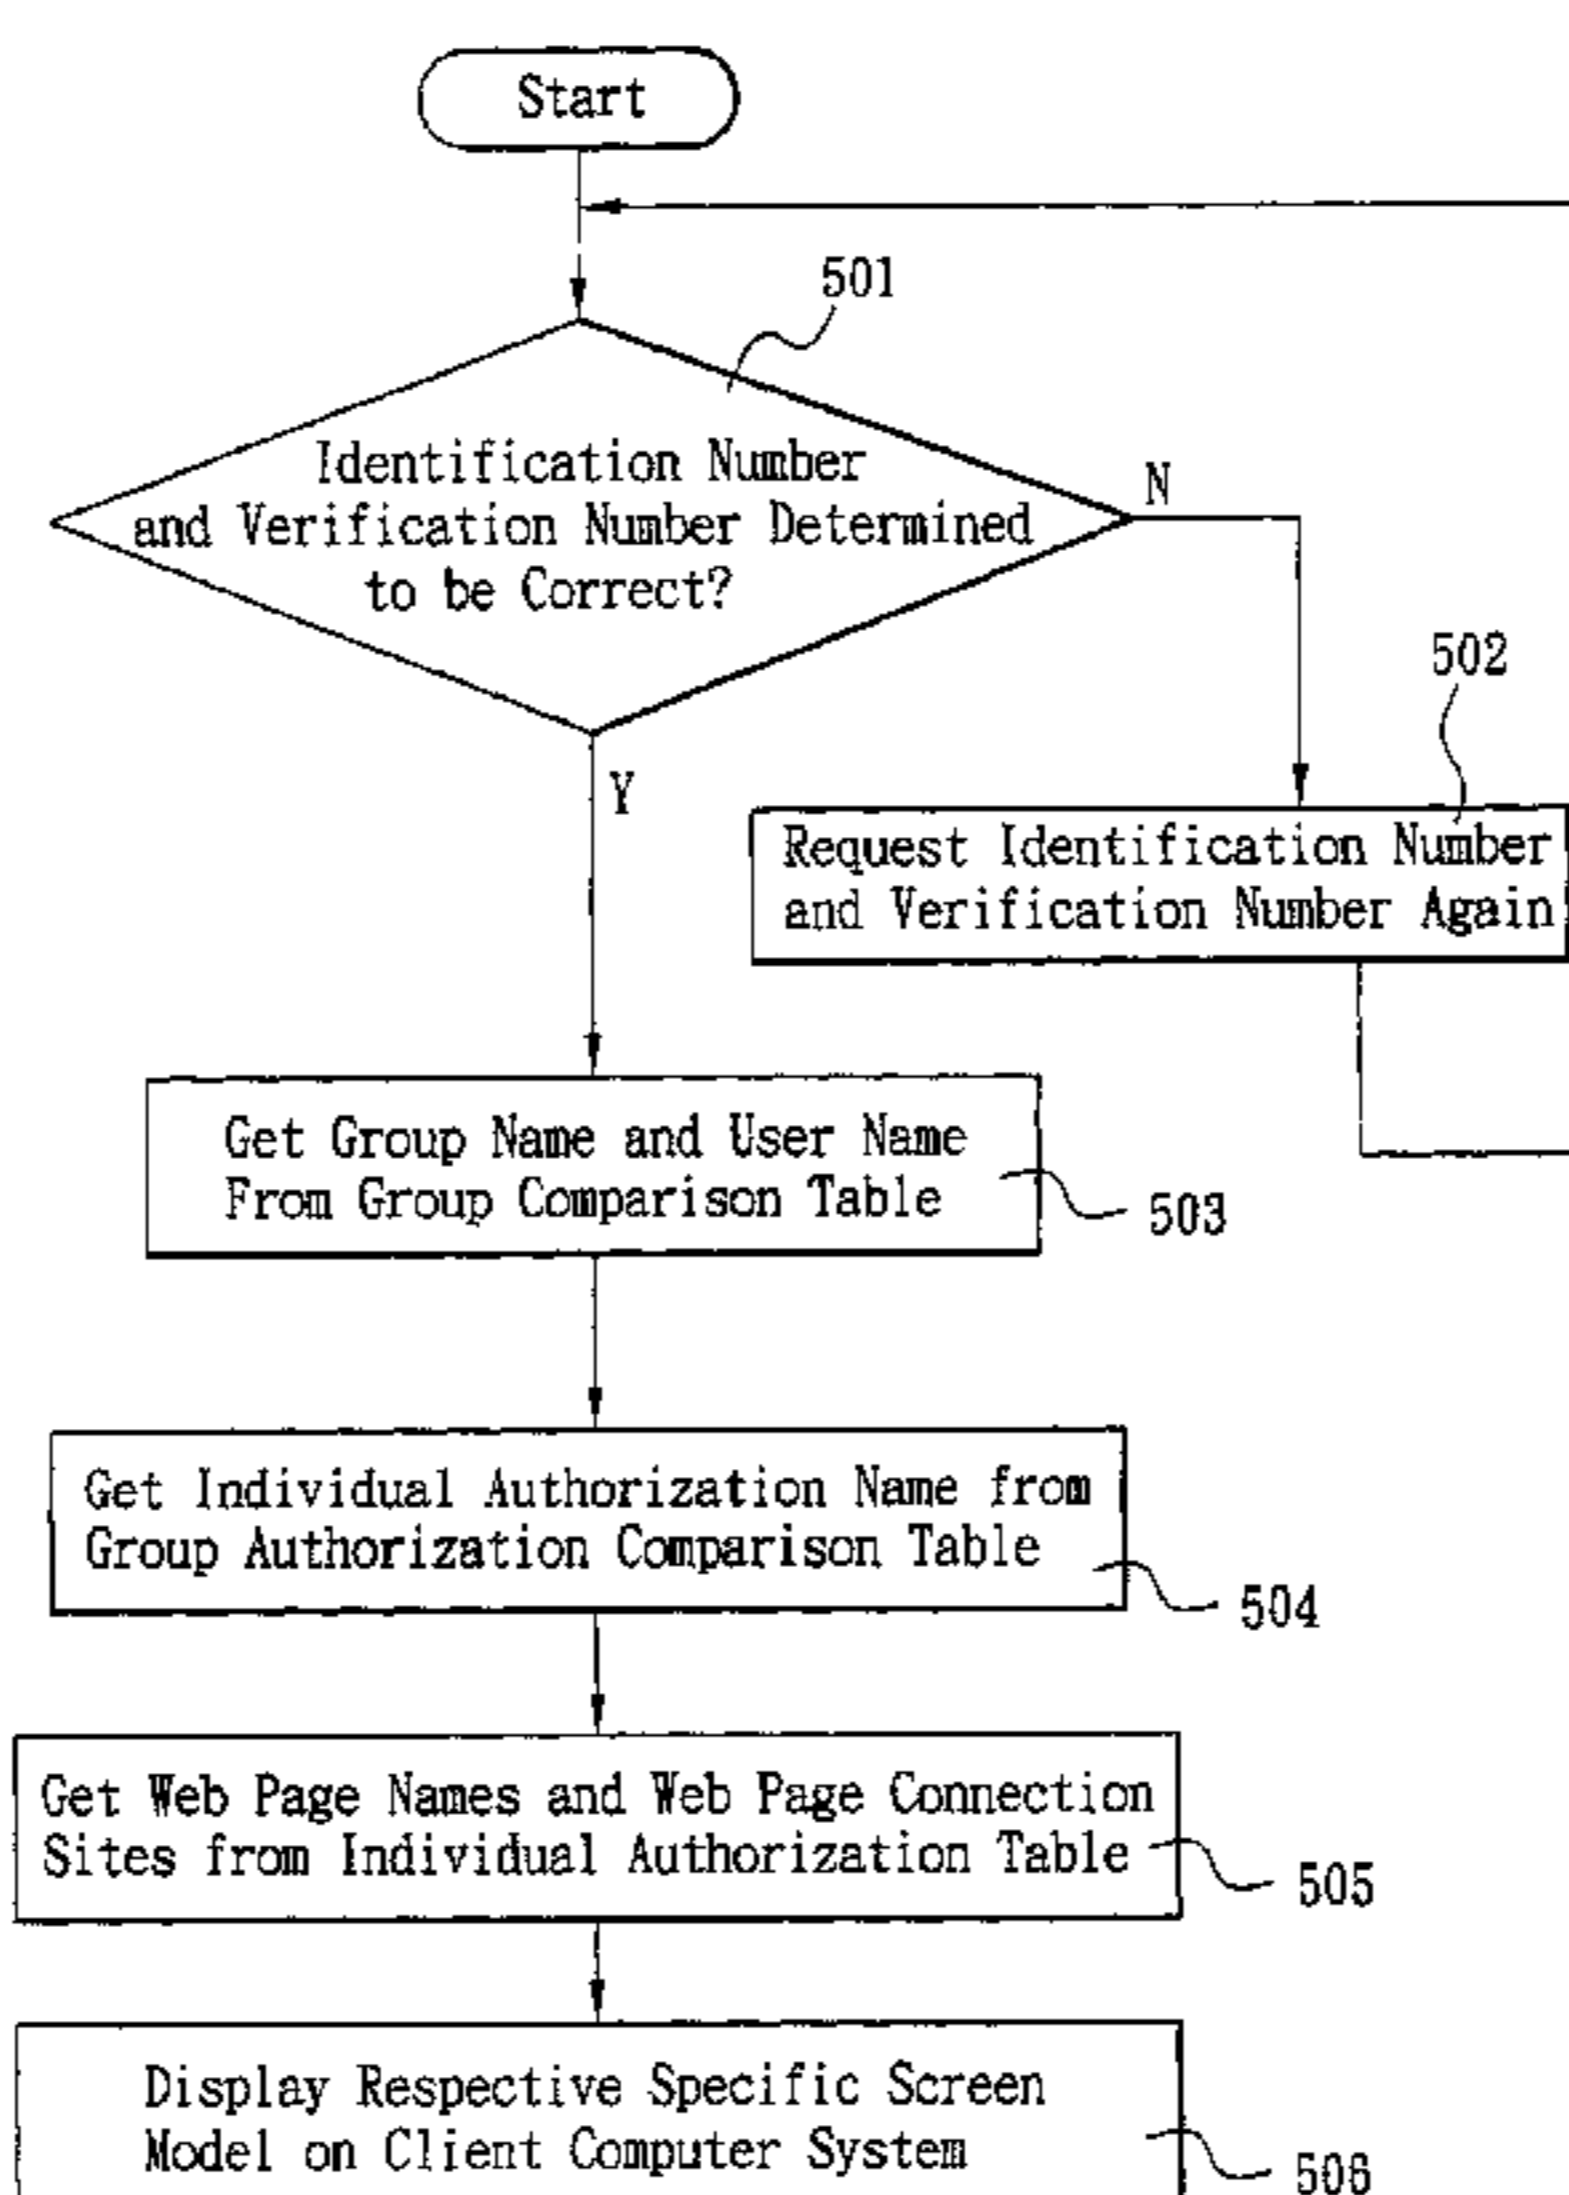 Start
501
Identification Number
and Verification Number Determined
to be Correct?
N
Y
502
Request Identification Number
and Verification Number Again
Get Group Name and User Name
From Group Comparison Table
503
Get Individual Authorization Name from
Group Authorization Comparison Table
504
Get Web Page Names and Web Page Connection
Sites from Individual Authorization Table
505
Display Respective Specific Screen
Model on Client Computer System
506